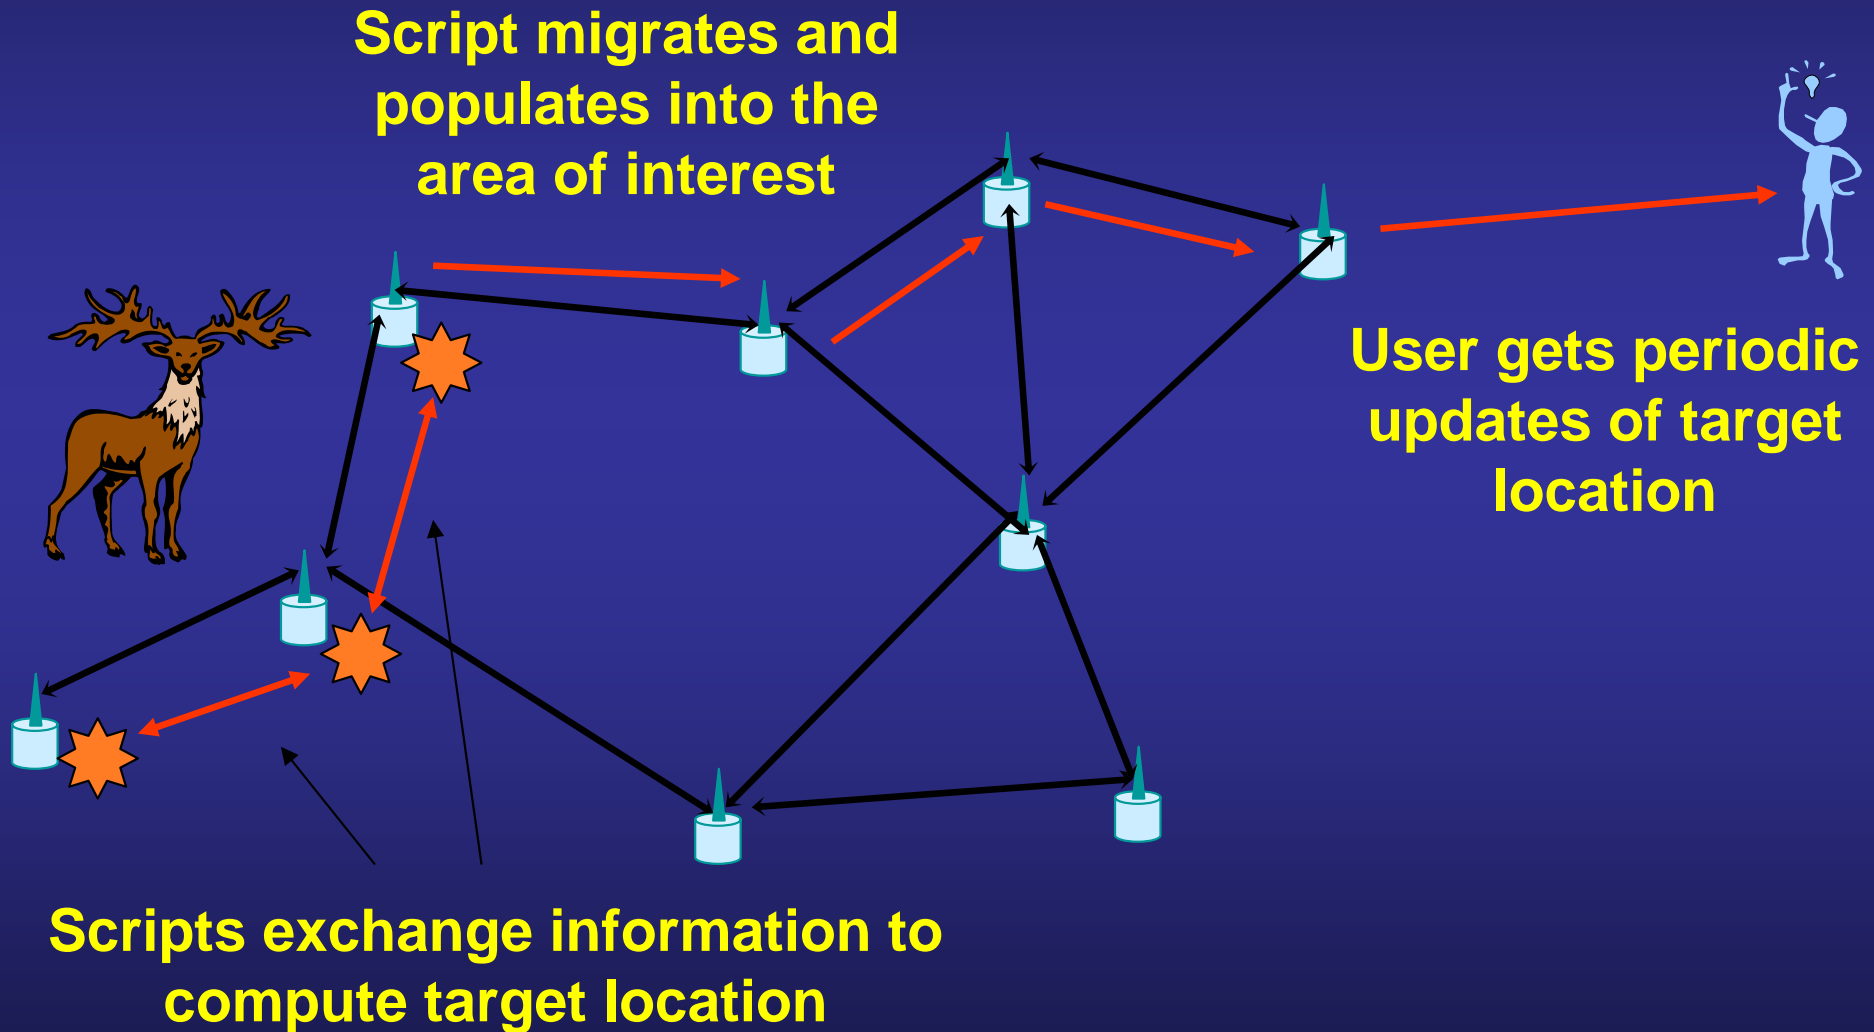 Script migrates and
populates into the
area of interest
User gets periodic
updates of target
location
Scripts exchange information to
compute target location